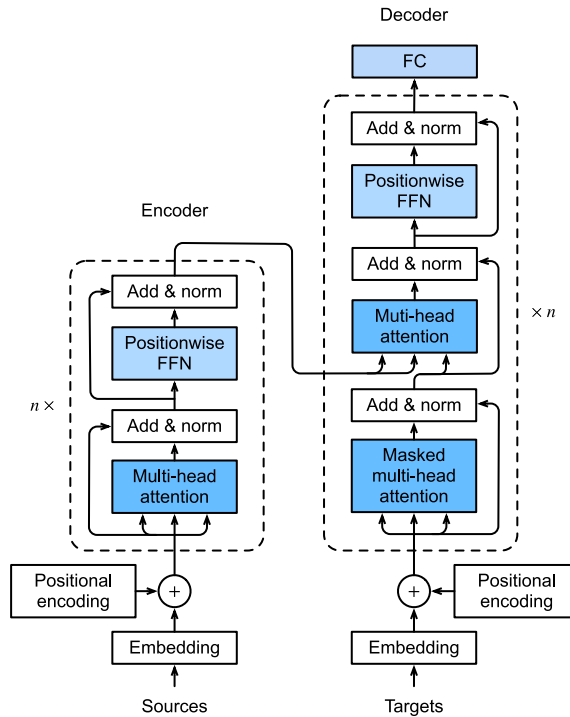 Decoder
FC
Add & norm
Positionwise
FFN
Encoder
Add & norm
Add & norm
Muti-head
attention
× n
Positionwise
FFN
n ×
Add & norm
Add & norm
Multi-head
attention
Masked
multi-head
attention
Positional
encoding
+
+
Positional
encoding
Embedding
Embedding
Sources
Targets